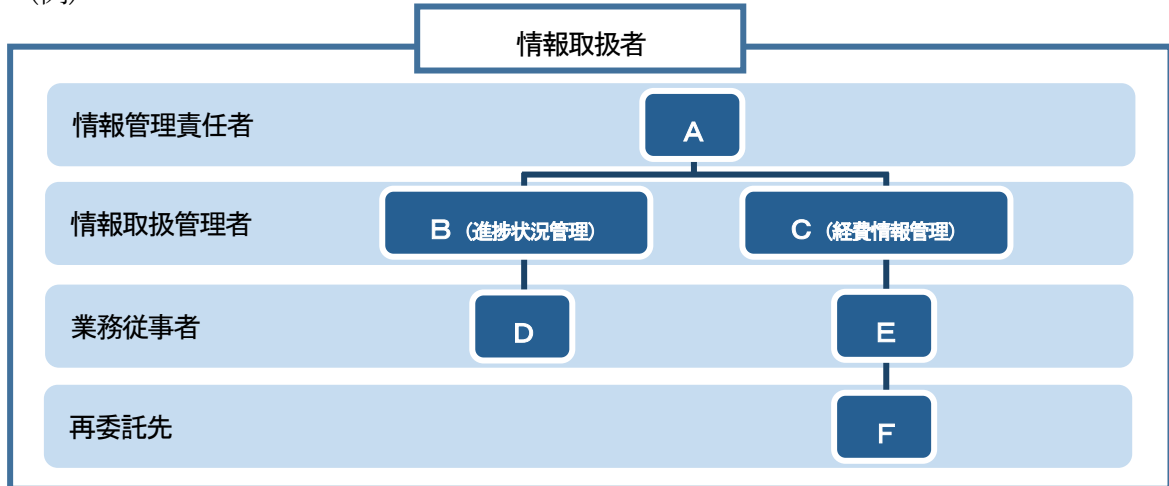 (例)
情報取扱者
情報管理責任者
A
情報取扱管理者
B(進捗状況管理)
C(経費情報管理)
業務従事者
D
E
再委託先
F